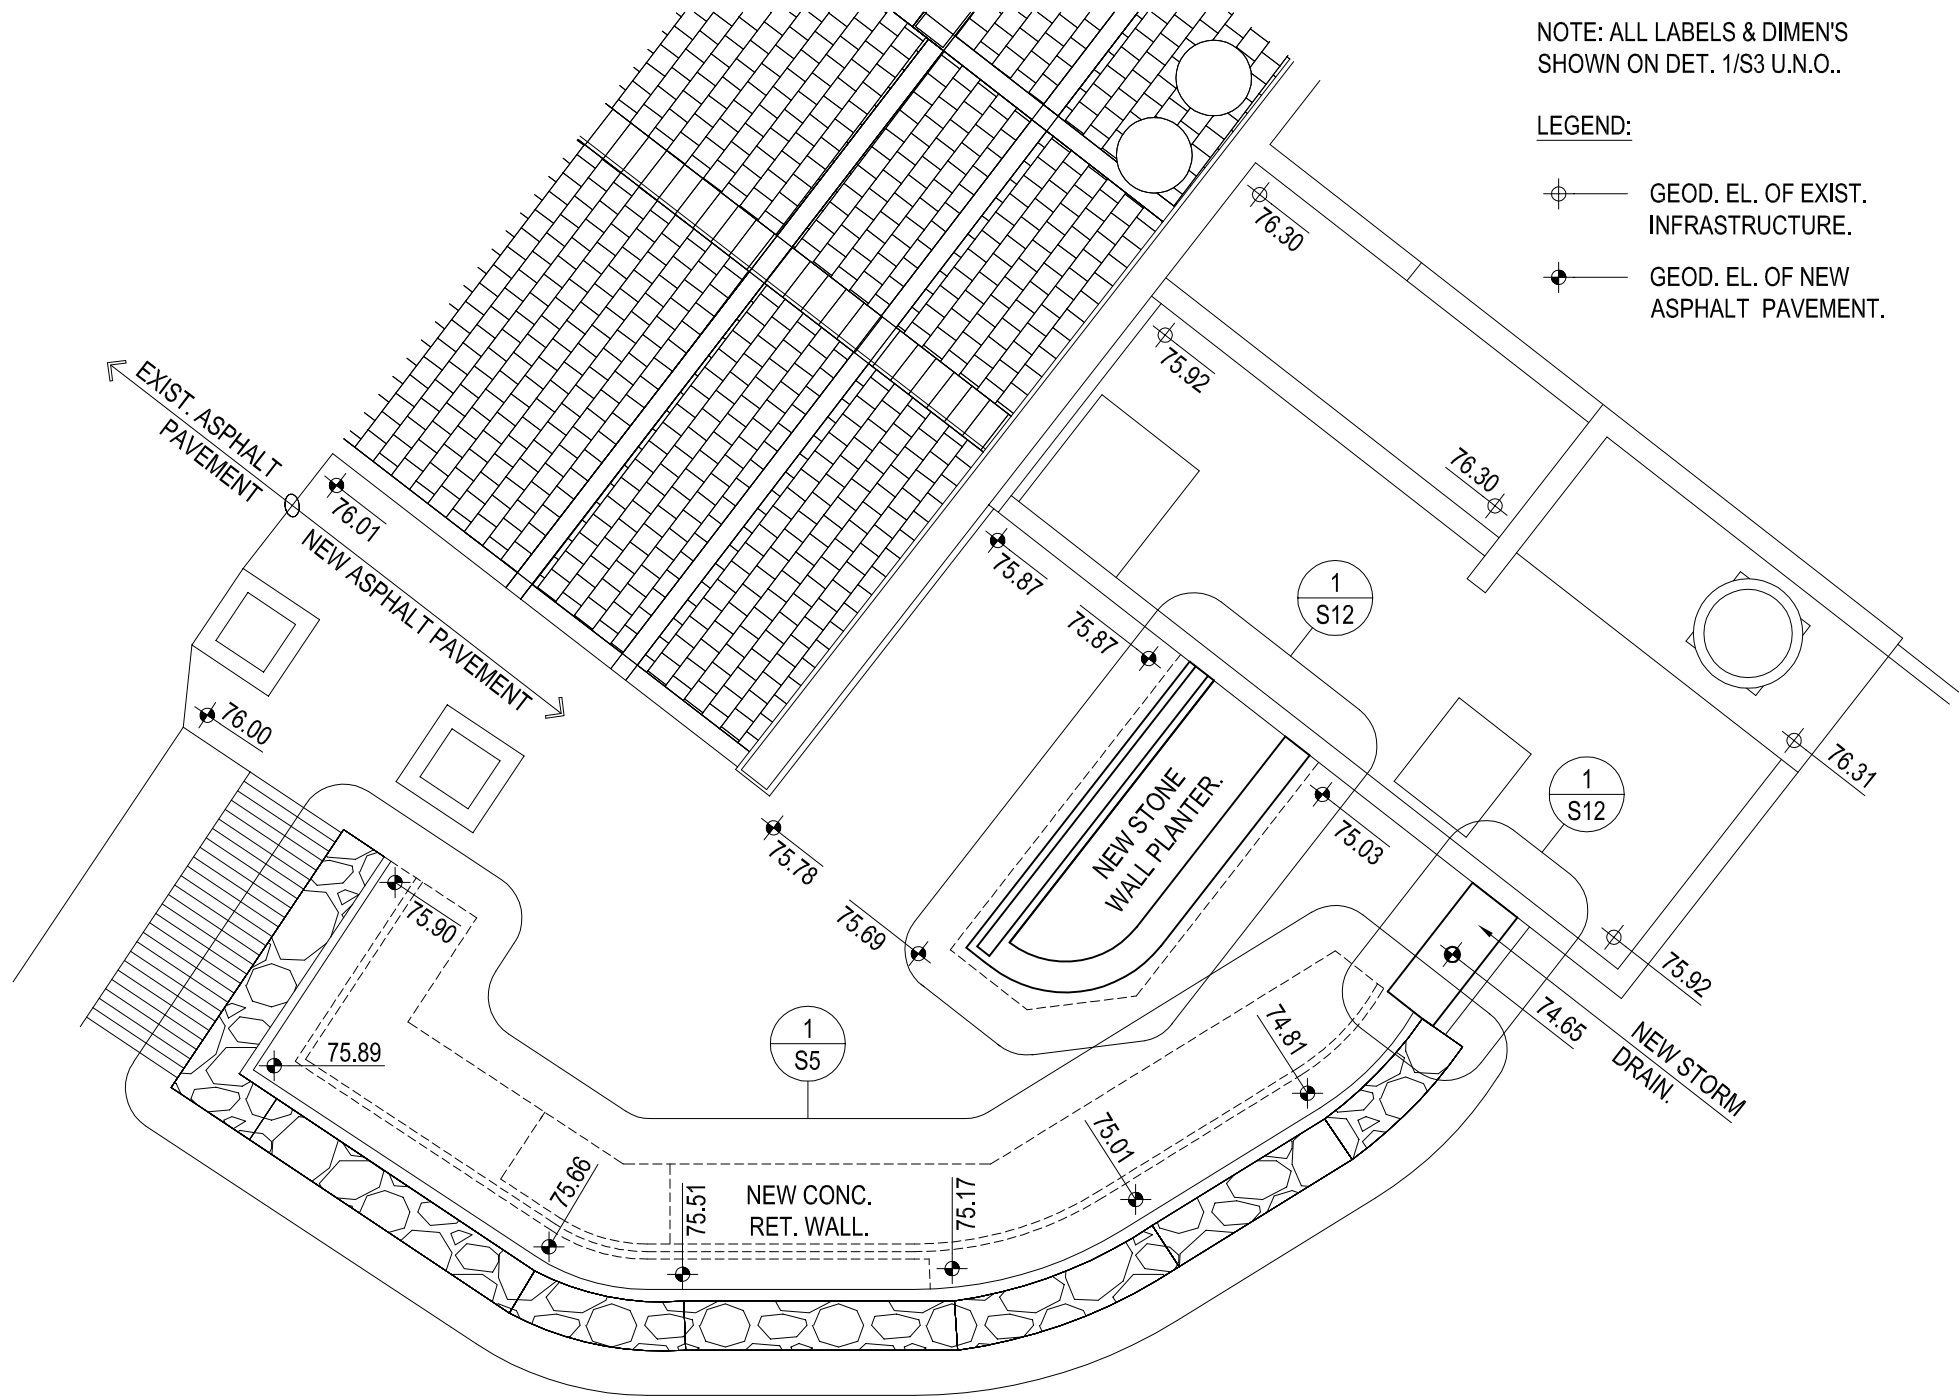 NOTE: ALL LABELS & DIMEN'S
SHOWN ON DET. 1/S3 U.N.O..
LEGEND:
GEOD. EL. OF EXIST.
INFRASTRUCTURE.
GEOD. EL. OF NEW
ASPHALT PAVEMENT.
76.30
75.92
EXIST. ASPHALT
PAVEMENT
76.30
76.01
NEW ASPHALT PAVEMENT
75.87
75.87
1
S12
76.00
76.31
1
S12
NEW STONE
WALL PLANTER.
75.03
75.78
75.90
75.69
75.92
74.65
NEW STORM
DRAIN.
1
S5
75.89
74.81
75.01
75.66
75.51
NEW CONC.
RET. WALL.
75.17